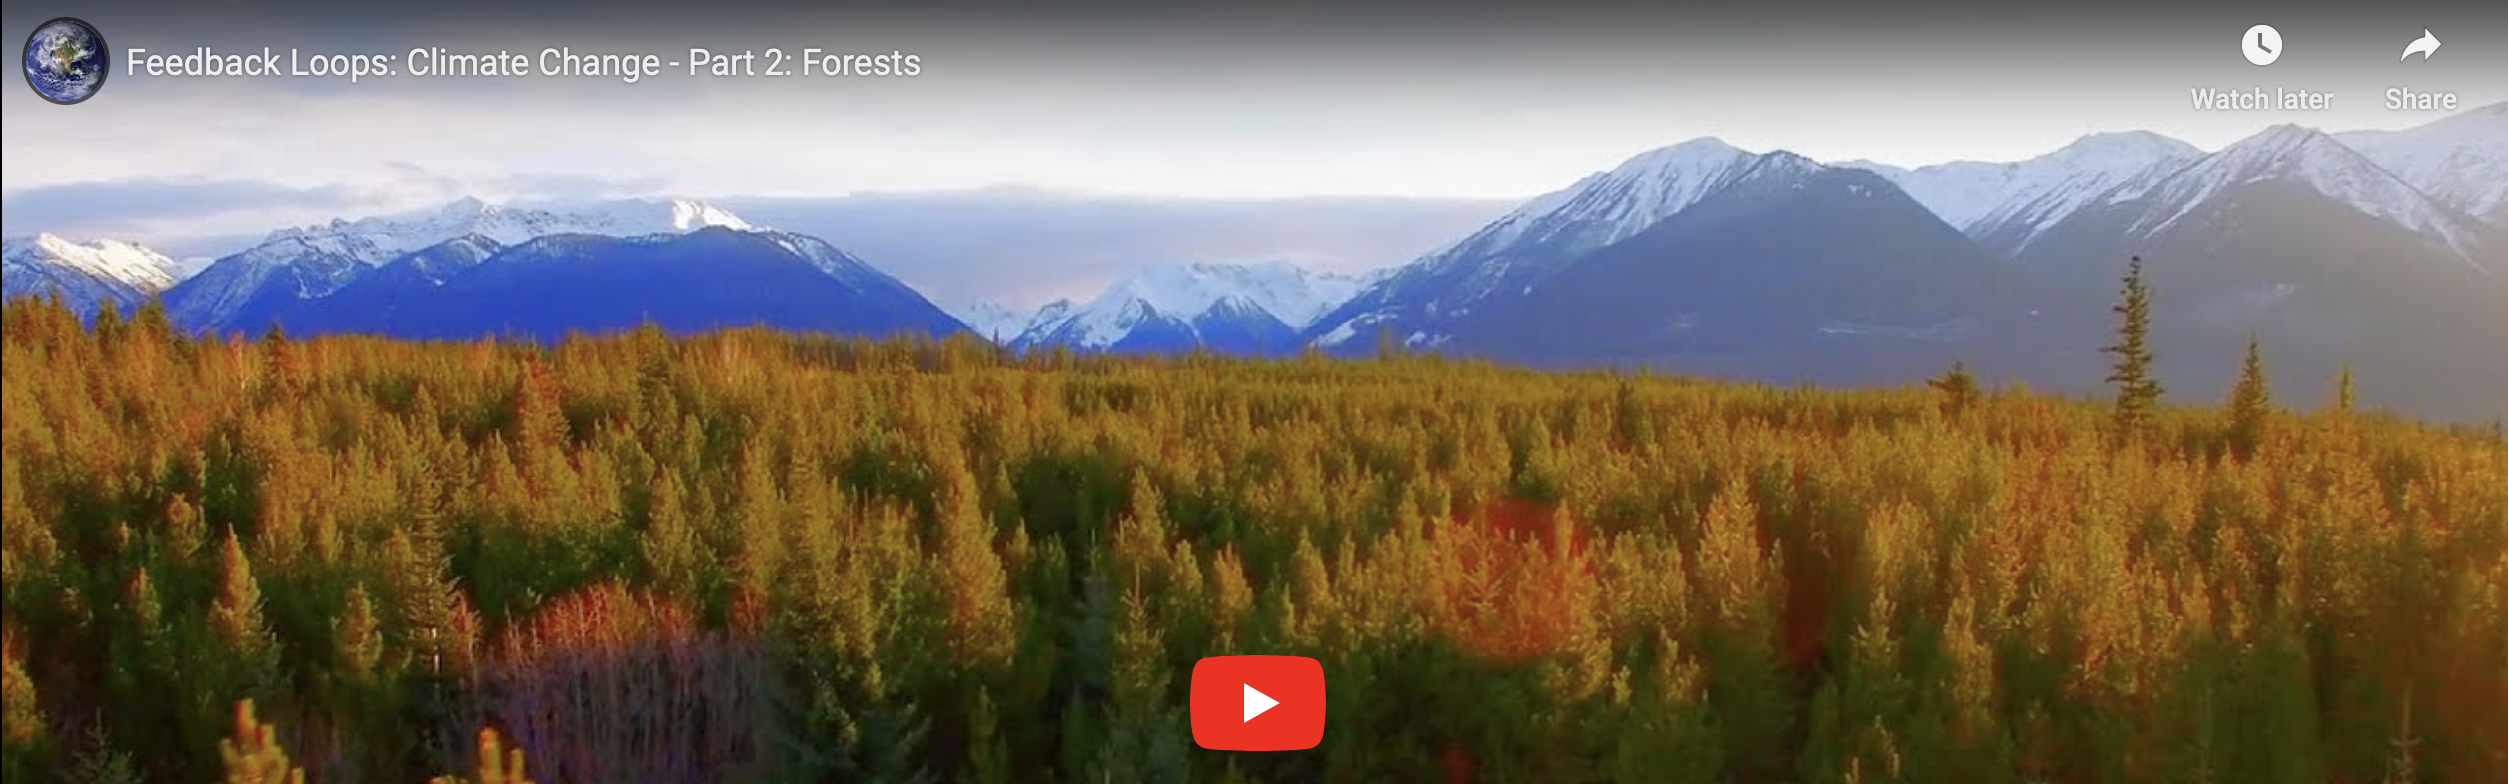 Feedback Loops: Climate Change - Part 2: Forests
Watch later
Share